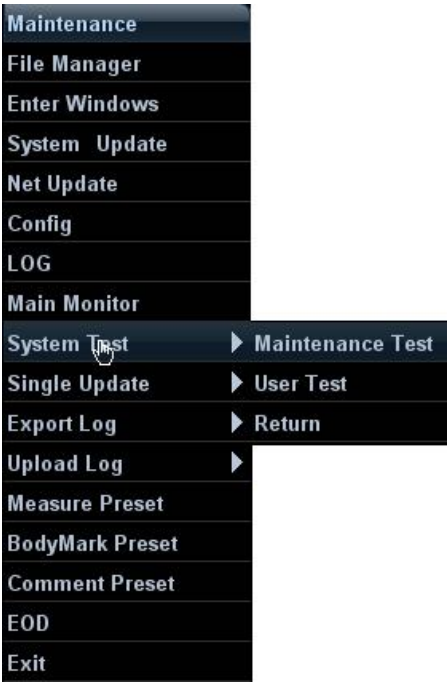 Maintenance
File Manager
Enter Windows
System Update
Net Update
Config
LOG
Main Monitor
System Test Maintenance Test
Single Update User Test
Export Log Return
Upload Log
Measure Preset
BodyMark Preset
Comment Preset
EOD
Exit